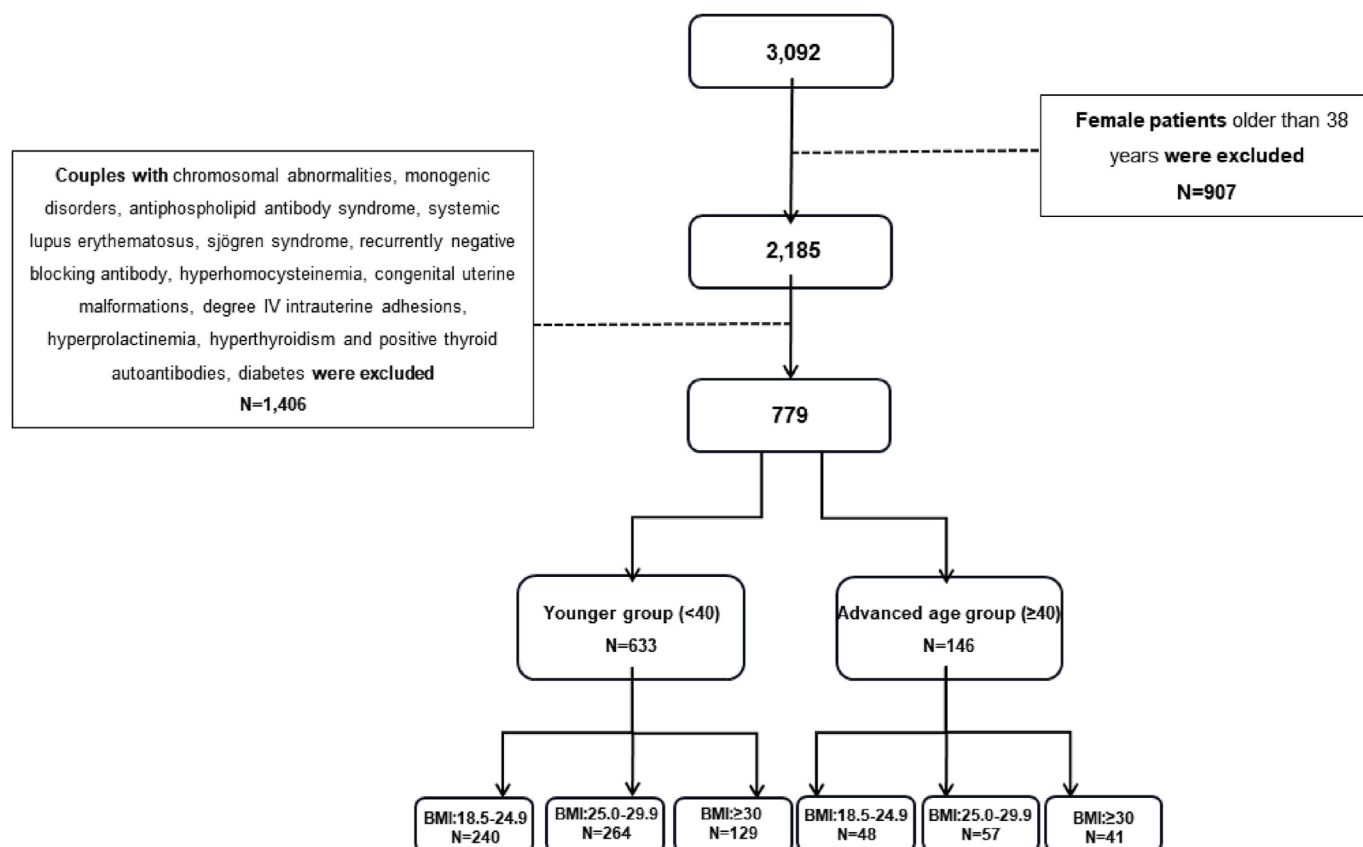 3,092
Female patients older than 38
years were excluded
N=907
Couples with chromosomal abnormalities, monogenic
disorders, antiphospholipid antibody syndrome, systemic
lupus erythematosus, sjögren syndrome, recurrently negative
blocking antibody, hyperhomocysteinemia, congenital uterine
malformations, degree IV intrauterine adhesions,
hyperprolactinemia, hyperthyroidism and positive thyroid
autoantibodies, diabetes were excluded
N=1,406
2,185
779
Younger group (<40)
N=633
Advanced age group (≥40)
N=146
BMI:18.5-24.9
N=240
BMI:25.0-29.9
N=264
BMI:≥30
N=129
BMI:18.5-24.9
N=48
BMI:25.0-29.9
N=57
BMI:≥30
N=41